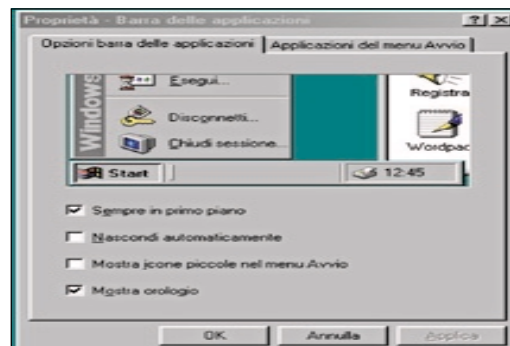 Proprietà - Barra delle applicazioni
Opzioni barra delle applicazioni Applicazioni del menu Avvio
Windows
Esegui...
Disconnetti...
Chiudi sessione...
Registra
Wordpad
Start 12:45
Sempre in primo piano
Nascondi automaticamente
Mostra icone piccole nel menu Avvio
Mostra orologio
OK Annulla Applica